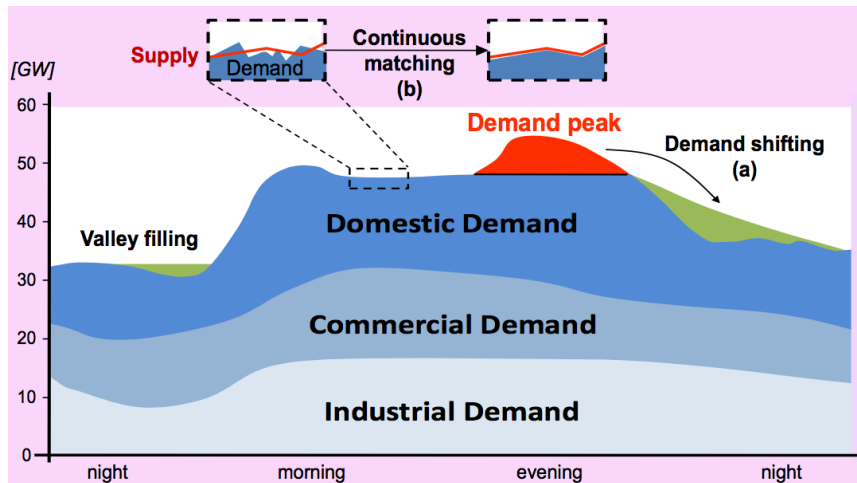 Supply
Demand
Continuous
matching
(b)
[GW]
60
50
40
30
20
10
0
Demand peak
Demand shifting
(a)
Valley filling
Domestic Demand
Commercial Demand
Industrial Demand
night
morning
evening
night